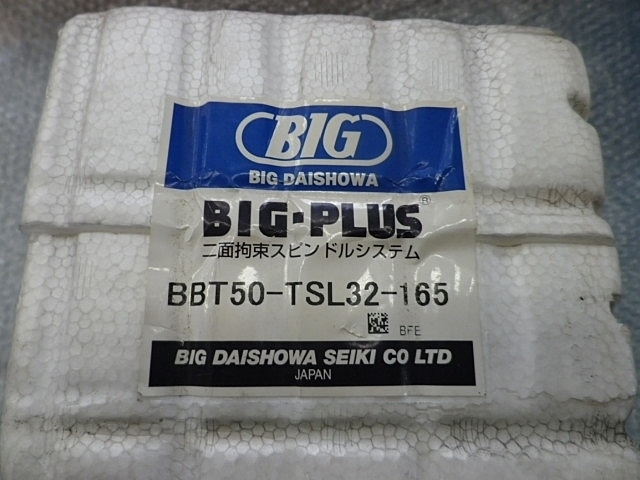 BIG
BIG DAISHOWA
BIG-PLUS®
二面拘束スピンドルシステム
BBT50-TSL32-165
BFE
BIG DAISHOWA SEIKI CO LTD
JAPAN